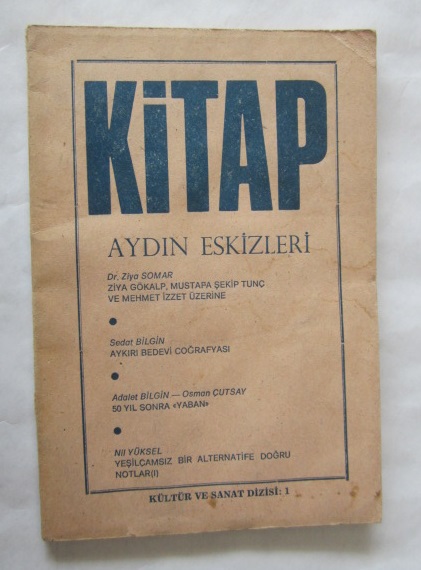 KİTAP
AYDIN ESKİZLERİ
Dr. Ziya SOMAR
ZİYA GÖKALP, MUSTAPA ŞEKİP TUNÇ
VE MEHMET İZZET ÜZERİNE
Sedat BİLGİN
AYKIRI BEDEVİ COĞRAFYASI
Adalet BİLGİN — Osman ÇUTSAY
50 YIL SONRA «YABAN»
Nil YÜKSEL
YEŞİLÇAMSIZ BİR ALTERNATİFE DOĞRU
NOTLAR(I)
KÜLTÜR VE SANAT DİZİSİ: 1